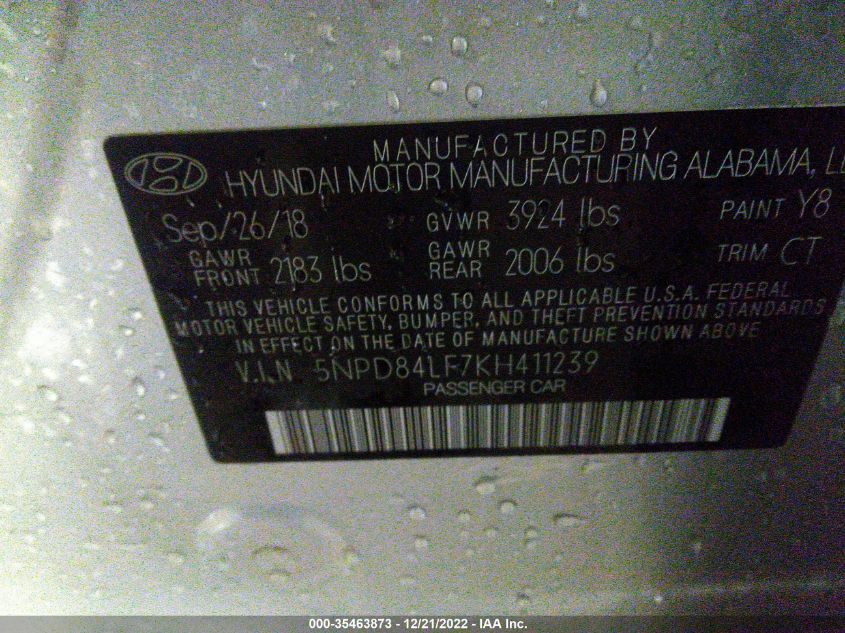 MANUFACTURED BY
HYUNDAI MOTOR MANUFACTURING ALABAMA,
Sep/26/18 GVWR 3924 lbs PAINT Y8
GAWR FRONT 2183 lbs GAWR REAR 2006 lbs TRIM CT
THIS VEHICLE CONFORMS TO ALL APPLICABLE U.S.A. FEDERAL
MOTOR VEHICLE SAFETY, BUMPER, AND THEFT PREVENTION STANDARDS
IN EFFECT ON THE DATE OF MANUFACTURE SHOWN ABOVE
V.I.N 5NPD84LF7KH411239
PASSENGER CAR
000-35463873 - 12/21/2022 - IAA Inc.